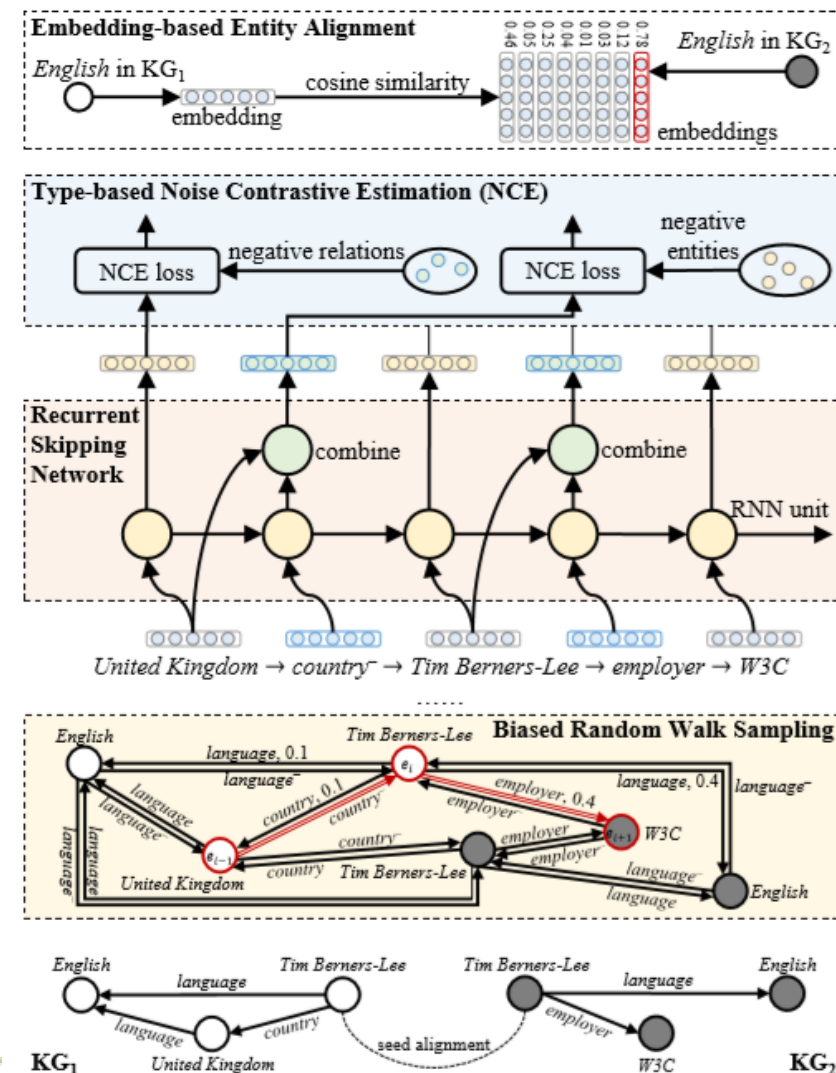 Embedding-based Entity Alignment
English in KG₁
cosine similarity
embedding
0.46
0.05
0.25
0.04
0.01
0.03
0.12
0.78
English in KG₂
embeddings
Type-based Noise Contrastive Estimation (NCE)
NCE loss
negative relations
NCE loss
negative
entities
Recurrent
Skipping
Network
combine
combine
RNN unit
United Kingdom → country⁻ → Tim Berners-Lee → employer → W3C
......
Biased Random Walk Sampling
English
Tim Berners-Lee
language, 0.1
language⁻
eᵢ
language, 0.4
language⁻
language
language⁻
country, 0.1
country⁻
employer, 0.4
employer⁻
eᵢ₊₁
W3C
language
language
eᵢ₋₁
United Kingdom
country⁻
country
Tim Berners-Lee
employer
employer⁻
language⁻
language
English
English
language
Tim Berners-Lee
language
country
United Kingdom
KG₁
seed alignment
Tim Berners-Lee
language
English
employer
W3C
KG₂